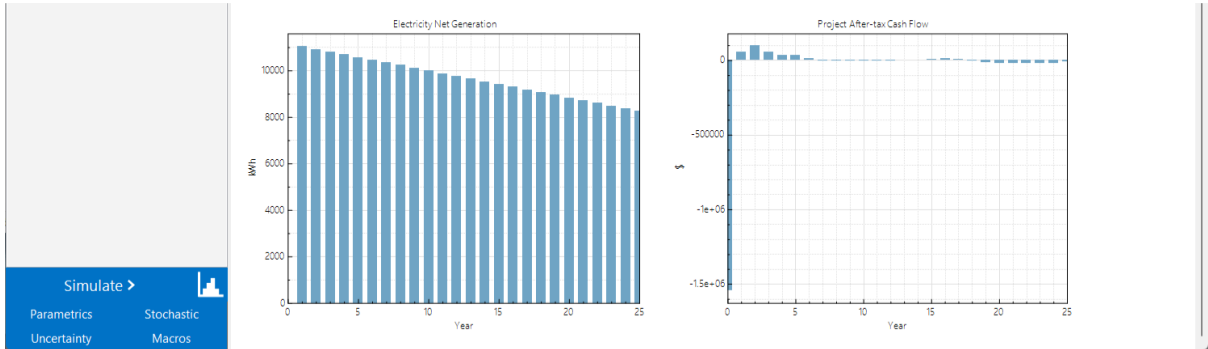 Electricity Net Generation
10000
8000
6000
4000
2000
0
kWh
0 5 10 15 20 25
Year
Project After-tax Cash Flow
0
-500000
-1e+06
-1.5e+06
$
0 5 10 15 20 25
Year
Simulate >
Parametrics Stochastic
Uncertainty Macros